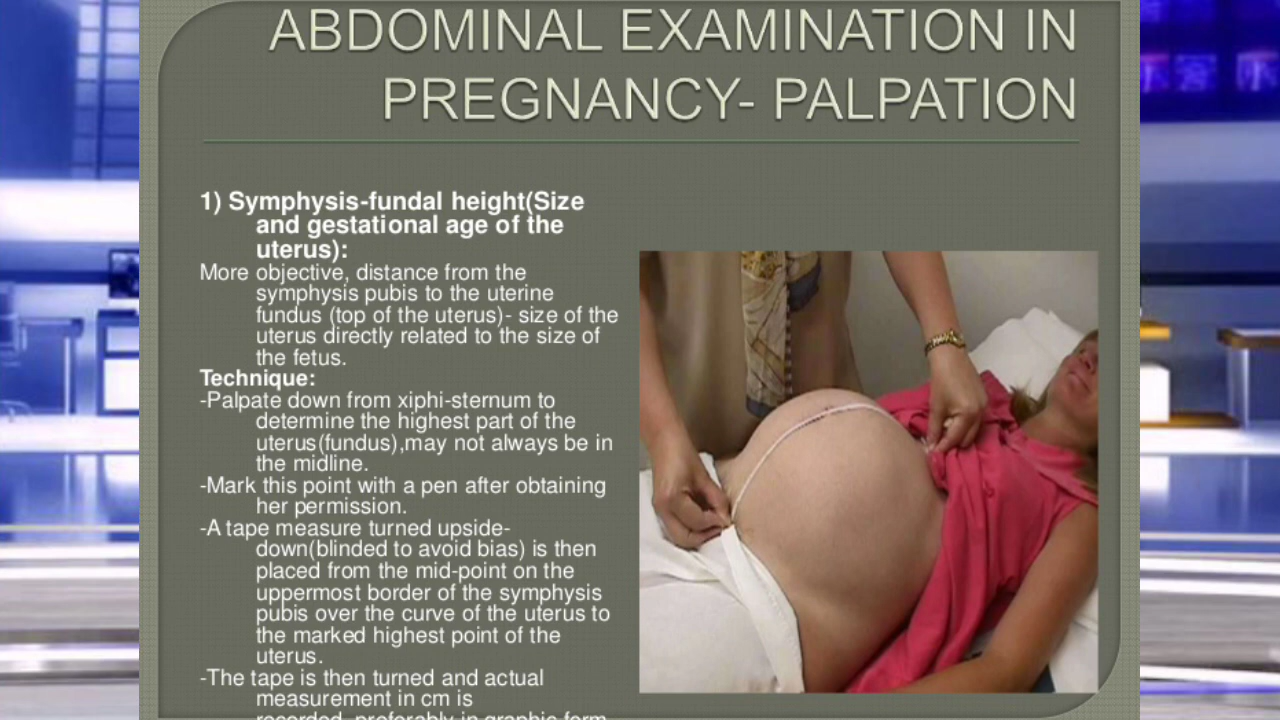 ABDOMINAL EXAMINATION IN
PREGNANCY- PALPATION
1) Symphysis-fundal height(Size
and gestational age of the
uterus):
More objective, distance from the
symphysis pubis to the uterine
fundus (top of the uterus)- size of the
uterus directly related to the size of
the fetus.
Technique:
-Palpate down from xiphi-sternum to
determine the highest part of the
uterus(fundus),may not always be in
the midline.
-Mark this point with a pen after obtaining
her permission.
-A tape measure turned upside-
down(blinded to avoid bias) is then
placed from the mid-point on the
uppermost border of the symphysis
pubis over the curve of the uterus to
the marked highest point of the
uterus.
-The tape is then turned and actual
measurement in cm is
recorded, preferably in graphic form